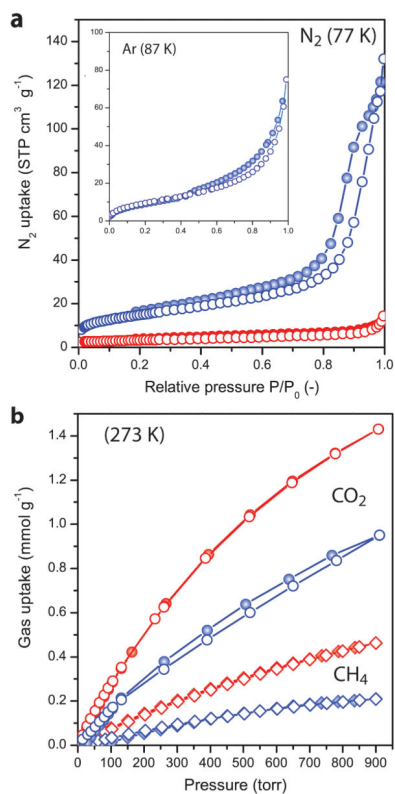 a
N2 (77 K)
Ar (87 K)
N2 uptake (STP cm3 g-1)
140
120
100
80
60
40
20
0
100
80
60
40
20
0
0.0 0.2 0.4 0.6 0.8 1.0
0.0 0.2 0.4 0.6 0.8 1.0
Relative pressure P/P0 (-)
b
(273 K)
CO2
CH4
Gas uptake (mmol g-1)
1.4
1.2
1.0
0.8
0.6
0.4
0.2
0.0
0 100 200 300 400 500 600 700 800 900
Pressure (torr)